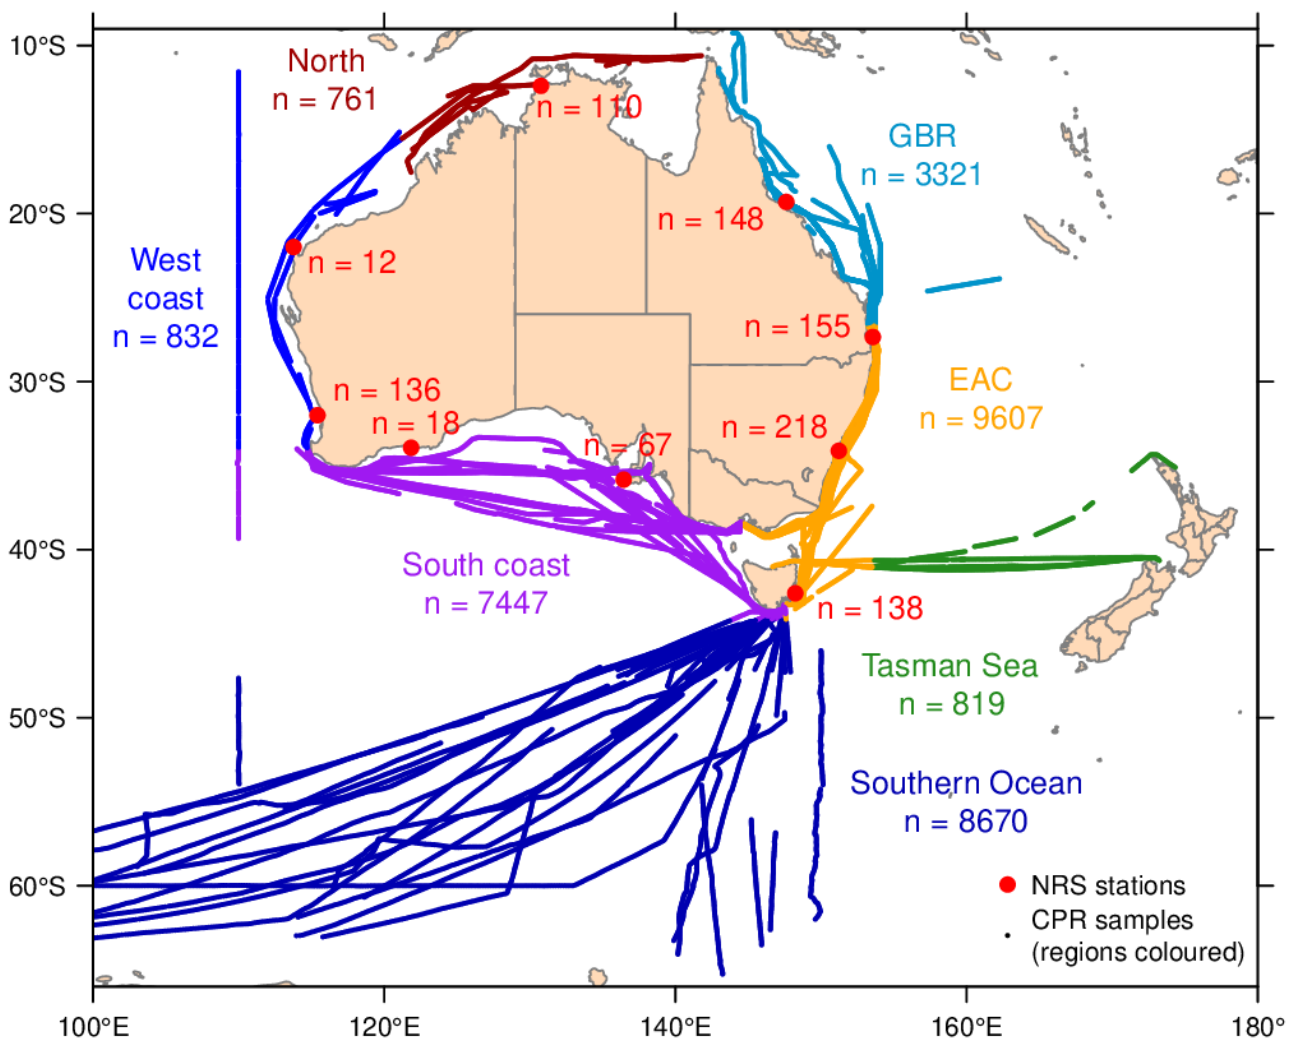 10°S
20°S
30°S
40°S
50°S
60°S
North
n = 761
n = 110
GBR
n = 3321
n = 148
West
coast
n = 832
n = 12
n = 155
EAC
n = 9607
n = 136
n = 18
n = 67
n = 218
South coast
n = 7447
n = 138
Tasman Sea
n = 819
Southern Ocean
n = 8670
NRS stations
CPR samples
(regions coloured)
100°E
120°E
140°E
160°E
180°